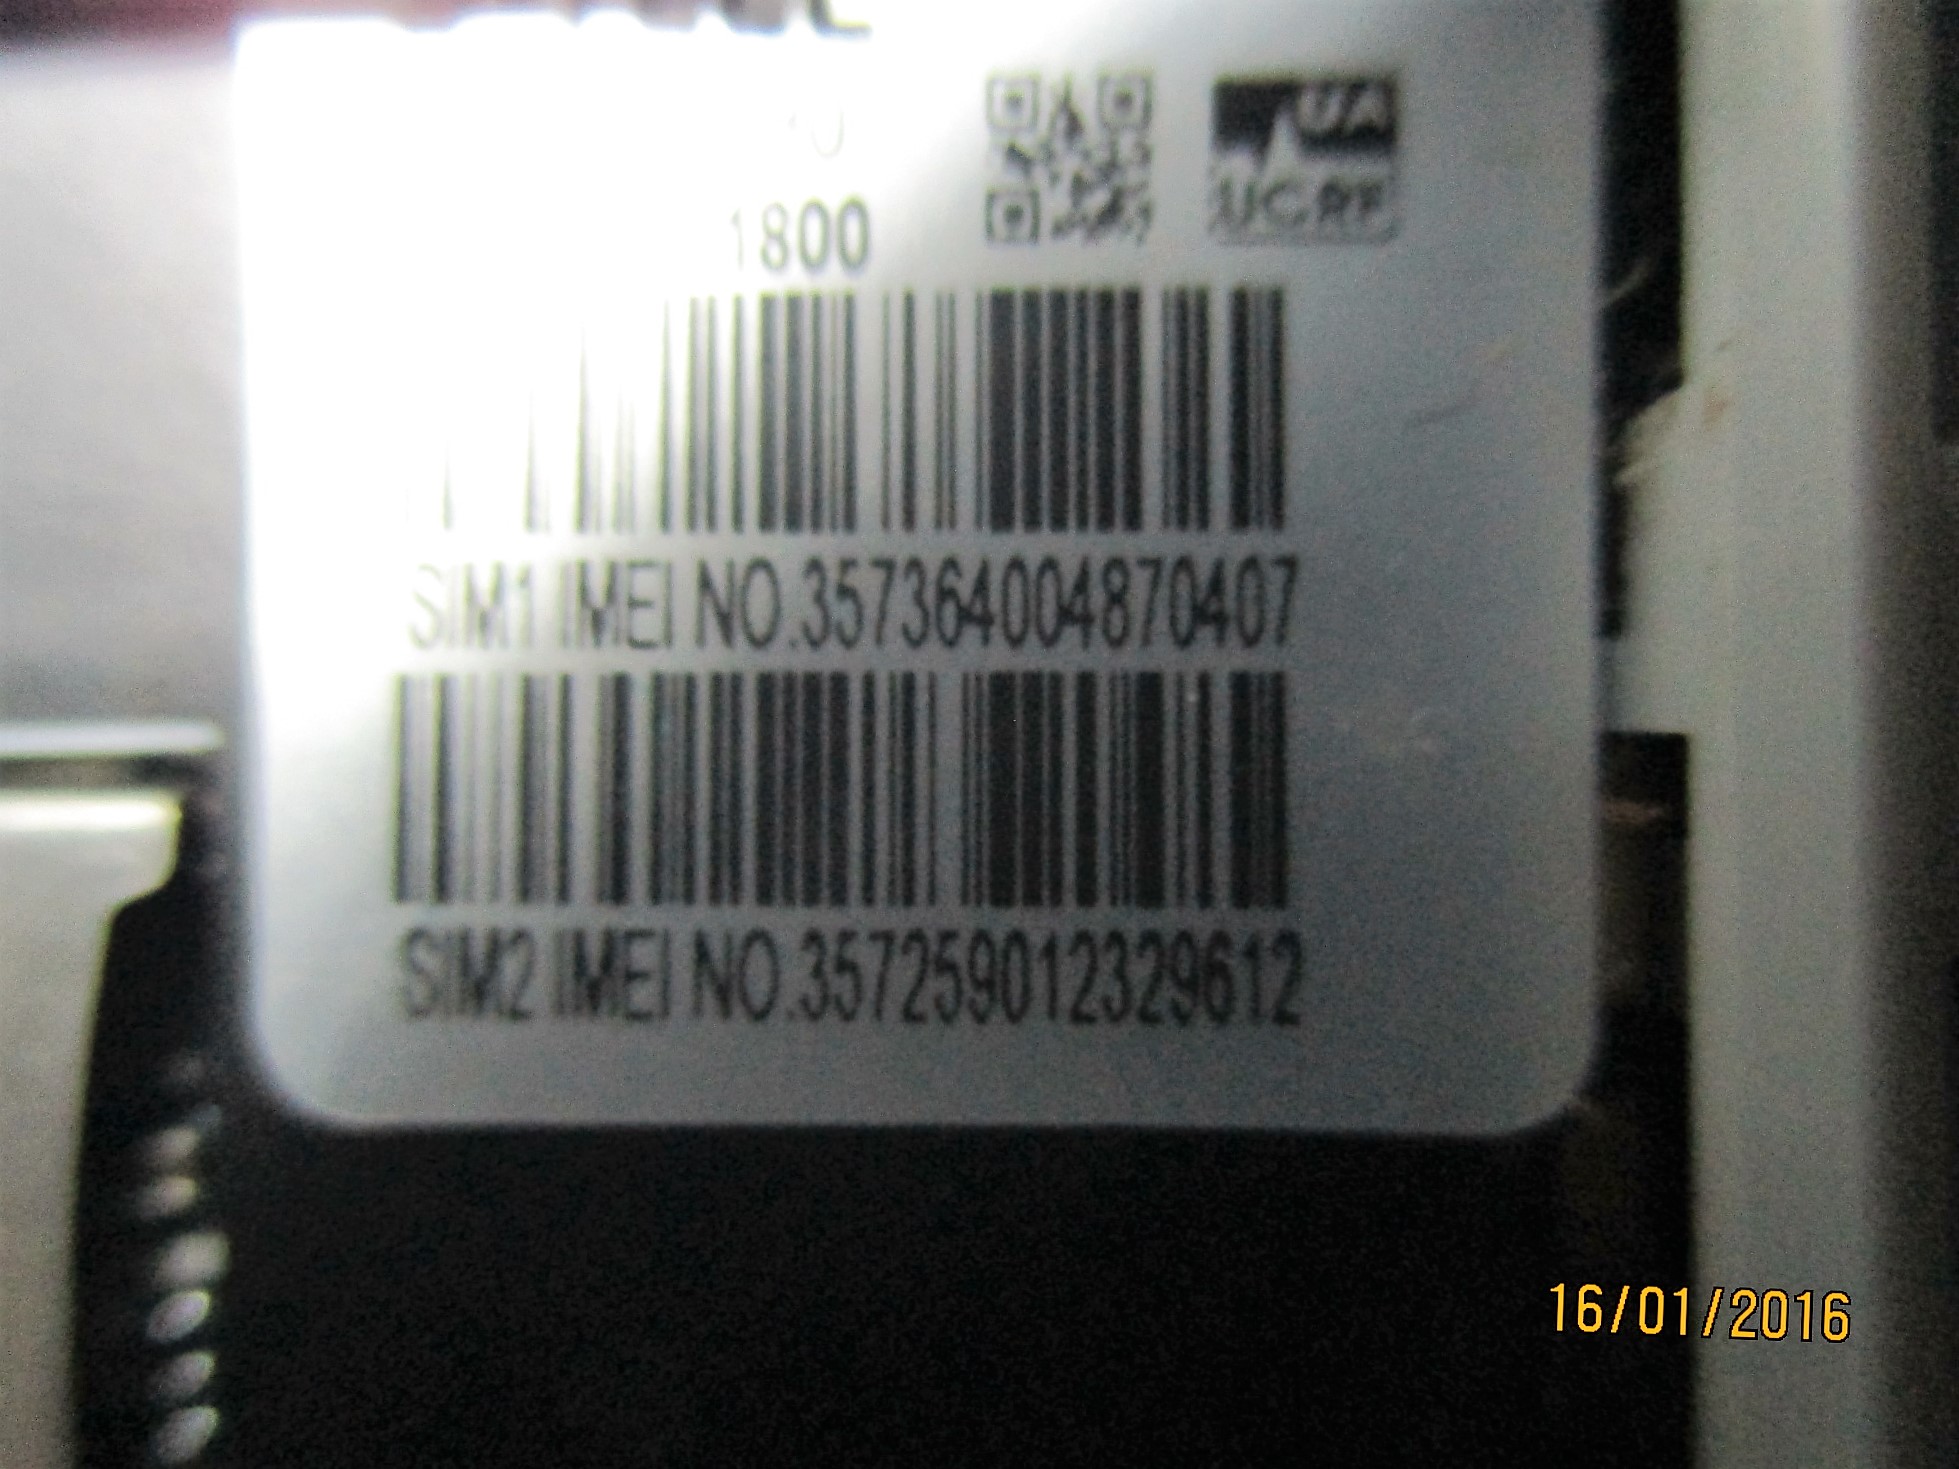 UA
UCRF
1800
SIM1 IMEI NO.357364004870407
SIM2 IMEI NO.357259012329612
16/01/2016